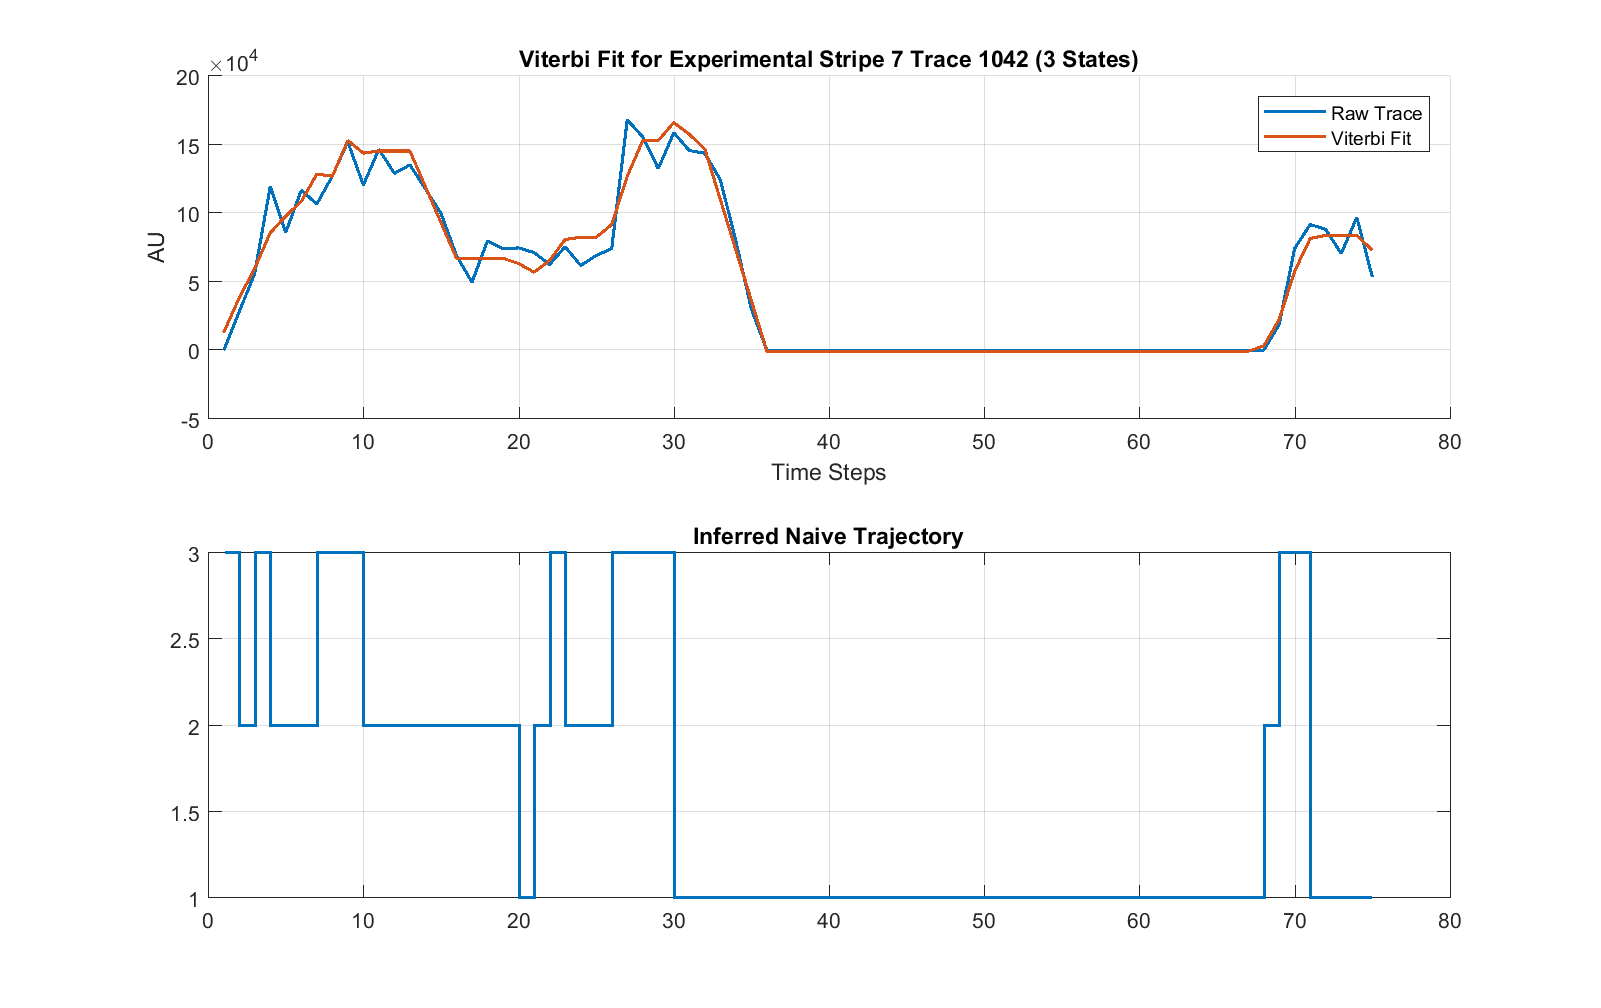 Viterbi Fit for Experimental Stripe 7 Trace 1042 (3 States)
×10⁴
20
15
10
5
0
-5
AU
Raw Trace
Viterbi Fit
0 10 20 30 40 50 60 70 80
Time Steps
Inferred Naive Trajectory
3
2.5
2
1.5
1
0 10 20 30 40 50 60 70 80